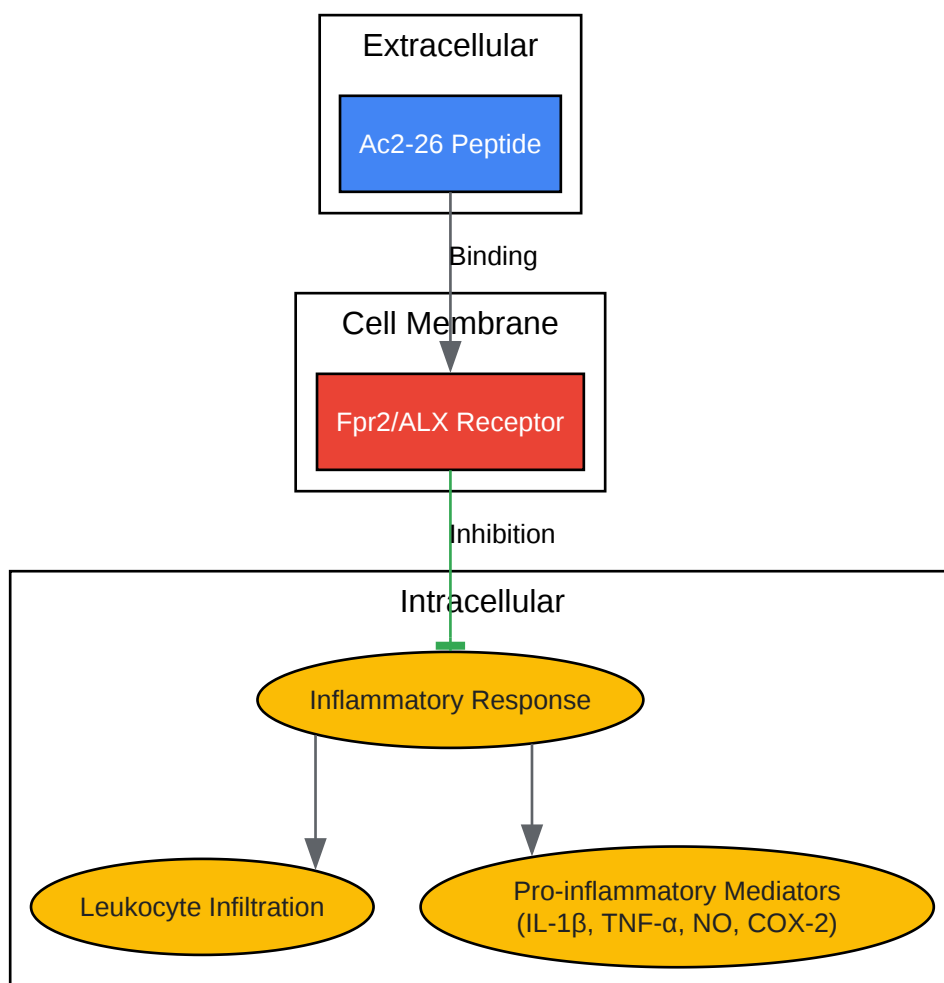 Extracellular
Ac2-26 Peptide
Binding
Cell Membrane
Fpr2/ALX Receptor
Inhibition
Intracellular
Inflammatory Response
Leukocyte Infiltration
Pro-inflammatory Mediators
(IL-1β, TNF-α, NO, COX-2)